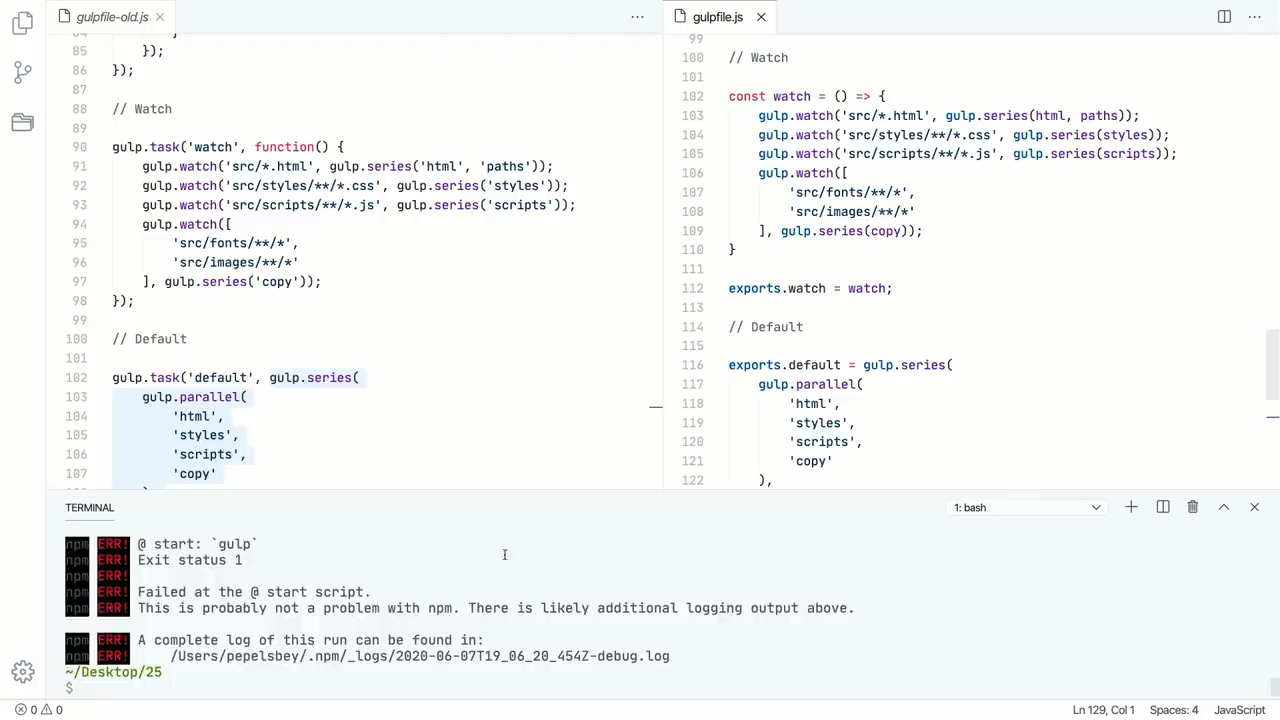 gulpfile-old.js
85 });
86 });
87
88 // Watch
89
90 gulp.task('watch', function() {
91 gulp.watch('src/*.html', gulp.series('html', 'paths'));
92 gulp.watch('src/styles/**/*.css', gulp.series('styles'));
93 gulp.watch('src/scripts/**/*.js', gulp.series('scripts'));
94 gulp.watch([
95 'src/fonts/**/*',
96 'src/images/**/*'
97 ], gulp.series('copy'));
98 });
99
100 // Default
101
102 gulp.task('default', gulp.series(
103 gulp.parallel(
104 'html',
105 'styles',
106 'scripts',
107 'copy'
gulpfile.js
99
100 // Watch
101
102 const watch = () => {
103 gulp.watch('src/*.html', gulp.series(html, paths));
104 gulp.watch('src/styles/**/*.css', gulp.series(styles));
105 gulp.watch('src/scripts/**/*.js', gulp.series(scripts));
106 gulp.watch([
107 'src/fonts/**/*',
108 'src/images/**/*'
109 ], gulp.series(copy));
110 }
111
112 exports.watch = watch;
113
114 // Default
115
116 exports.default = gulp.series(
117 gulp.parallel(
118 'html',
119 'styles',
120 'scripts',
121 'copy'
122 ),
TERMINAL
1: bash
npm ERR! @ start: `gulp`
npm ERR! Exit status 1
npm ERR!
npm ERR! Failed at the @ start script.
npm ERR! This is probably not a problem with npm. There is likely additional logging output above.
npm ERR! A complete log of this run can be found in:
npm ERR! /Users/pepelsbey/.npm/_logs/2020-06-07T19_06_20_454Z-debug.log
~/Desktop/25
$
0 0
Ln 129, Col 1
Spaces: 4
JavaScript